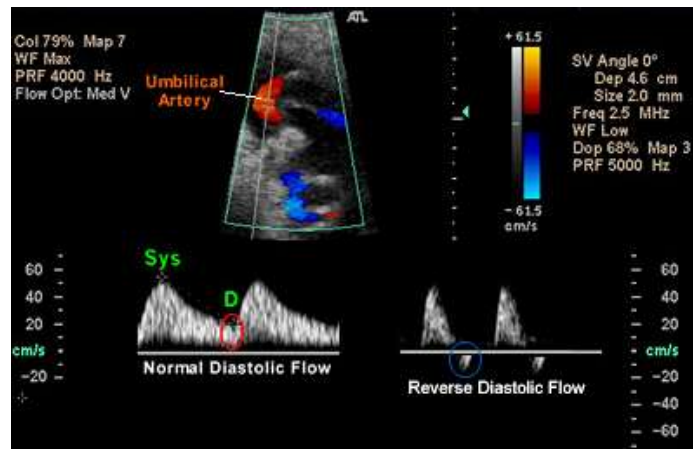 ATL
Col 79% Map 7
WF Max
PRF 4000 Hz
Flow Opt: Med V
Umbilical
Artery
+ 61.5
- 61.5
cm/s
SV Angle 0°
Dep 4.6 cm
Size 2.0 mm
Freq 2.5 MHz
WF Low
Dop 68% Map 3
PRF 5000 Hz
60
40
20
cm/s
-20
Sys
D
Normal Diastolic Flow
Reverse Diastolic Flow
60
40
20
cm/s
-20
-40
-60